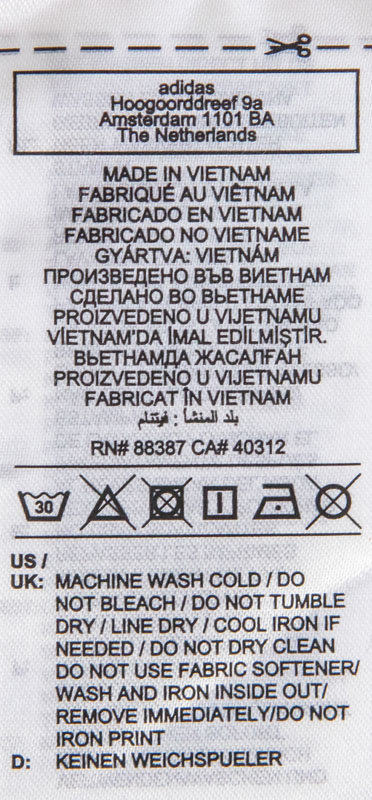 adidas
Hoogoorddreef 9a
Amsterdam 1101 BA
The Netherlands
MADE IN VIETNAM
FABRIQUÉ AU VIÊTNAM
FABRICADO EN VIETNAM
FABRICADO NO VIETNAME
GYÁRTVA: VIETNÁM
ПРОИЗВЕДЕНО ВЪВ ВИЕТНАМ
СДЕЛАНО ВО ВЬЕТНАМЕ
PROIZVEDENO U VIJETNAMU
VİETNAM'DA İMAL EDİLMİŞTİR.
ВЬЕТНАМДА ЖАСАЛҒАН
PROIZVEDENO U VIJETNAMU
FABRICAT ÎN VIETNAM
بلد المنشأ : فيتنام
RN# 88387 CA# 40312
30
US /
UK: MACHINE WASH COLD / DO
NOT BLEACH / DO NOT TUMBLE
DRY / LINE DRY / COOL IRON IF
NEEDED / DO NOT DRY CLEAN
DO NOT USE FABRIC SOFTENER/
WASH AND IRON INSIDE OUT/
REMOVE IMMEDIATELY/DO NOT
IRON PRINT
D: KEINEN WEICHSPUELER